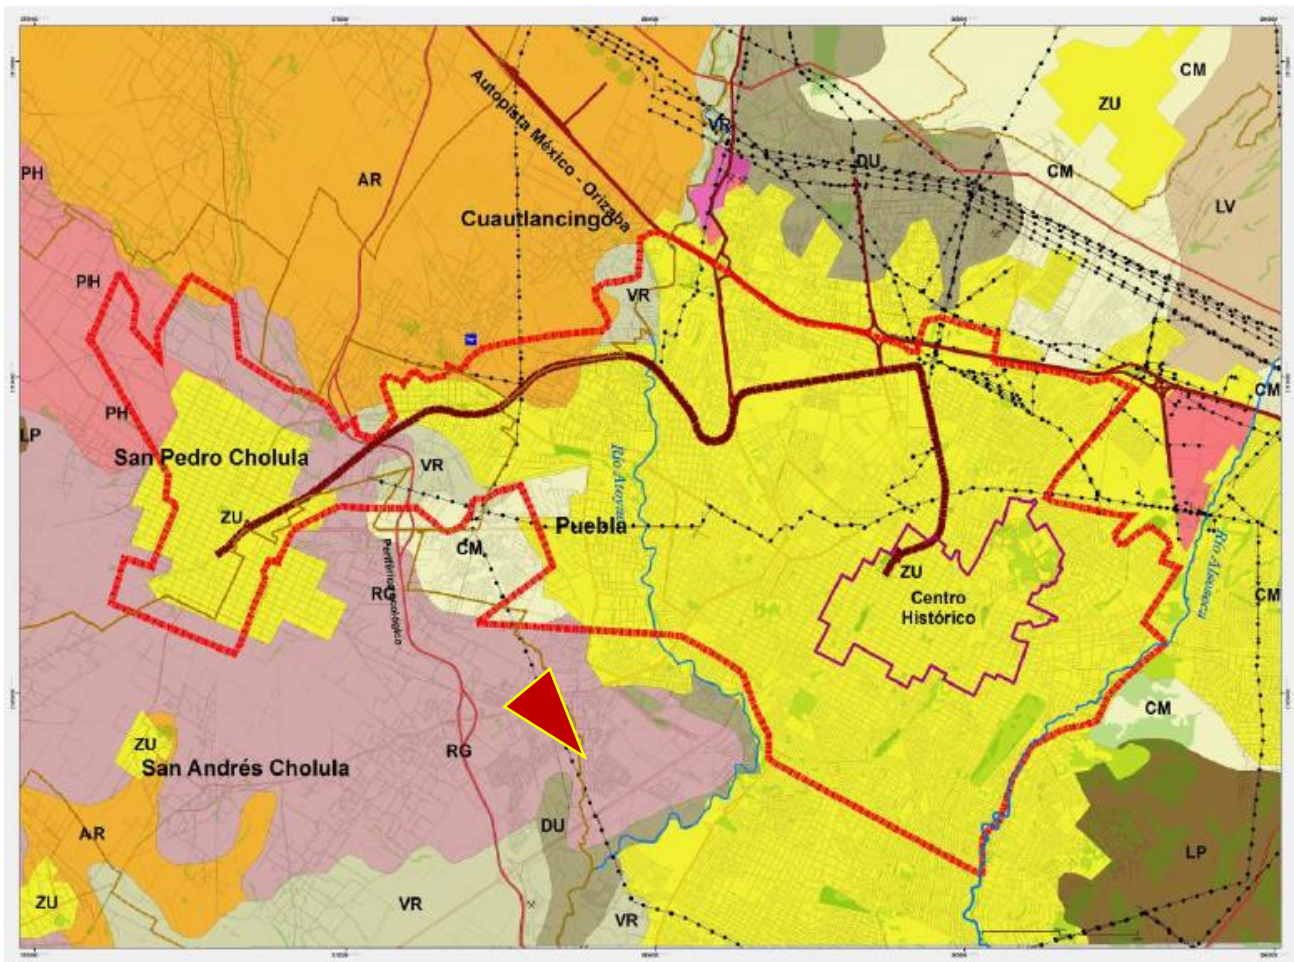 CM
ZU
VR
DU
CM
PH
AR
Autopista México - Orizaba
LV
Cuautlancingo
PH
VR
CM
PH
LP
San Pedro Cholula
VR
Río Atoyac
ZU
Puebla
CM
Periférico ecológico
RG
ZU
Centro
Histórico
Río Alseseca
CM
CM
ZU
RG
San Andrés Cholula
DU
AR
LP
ZU
VR
VR